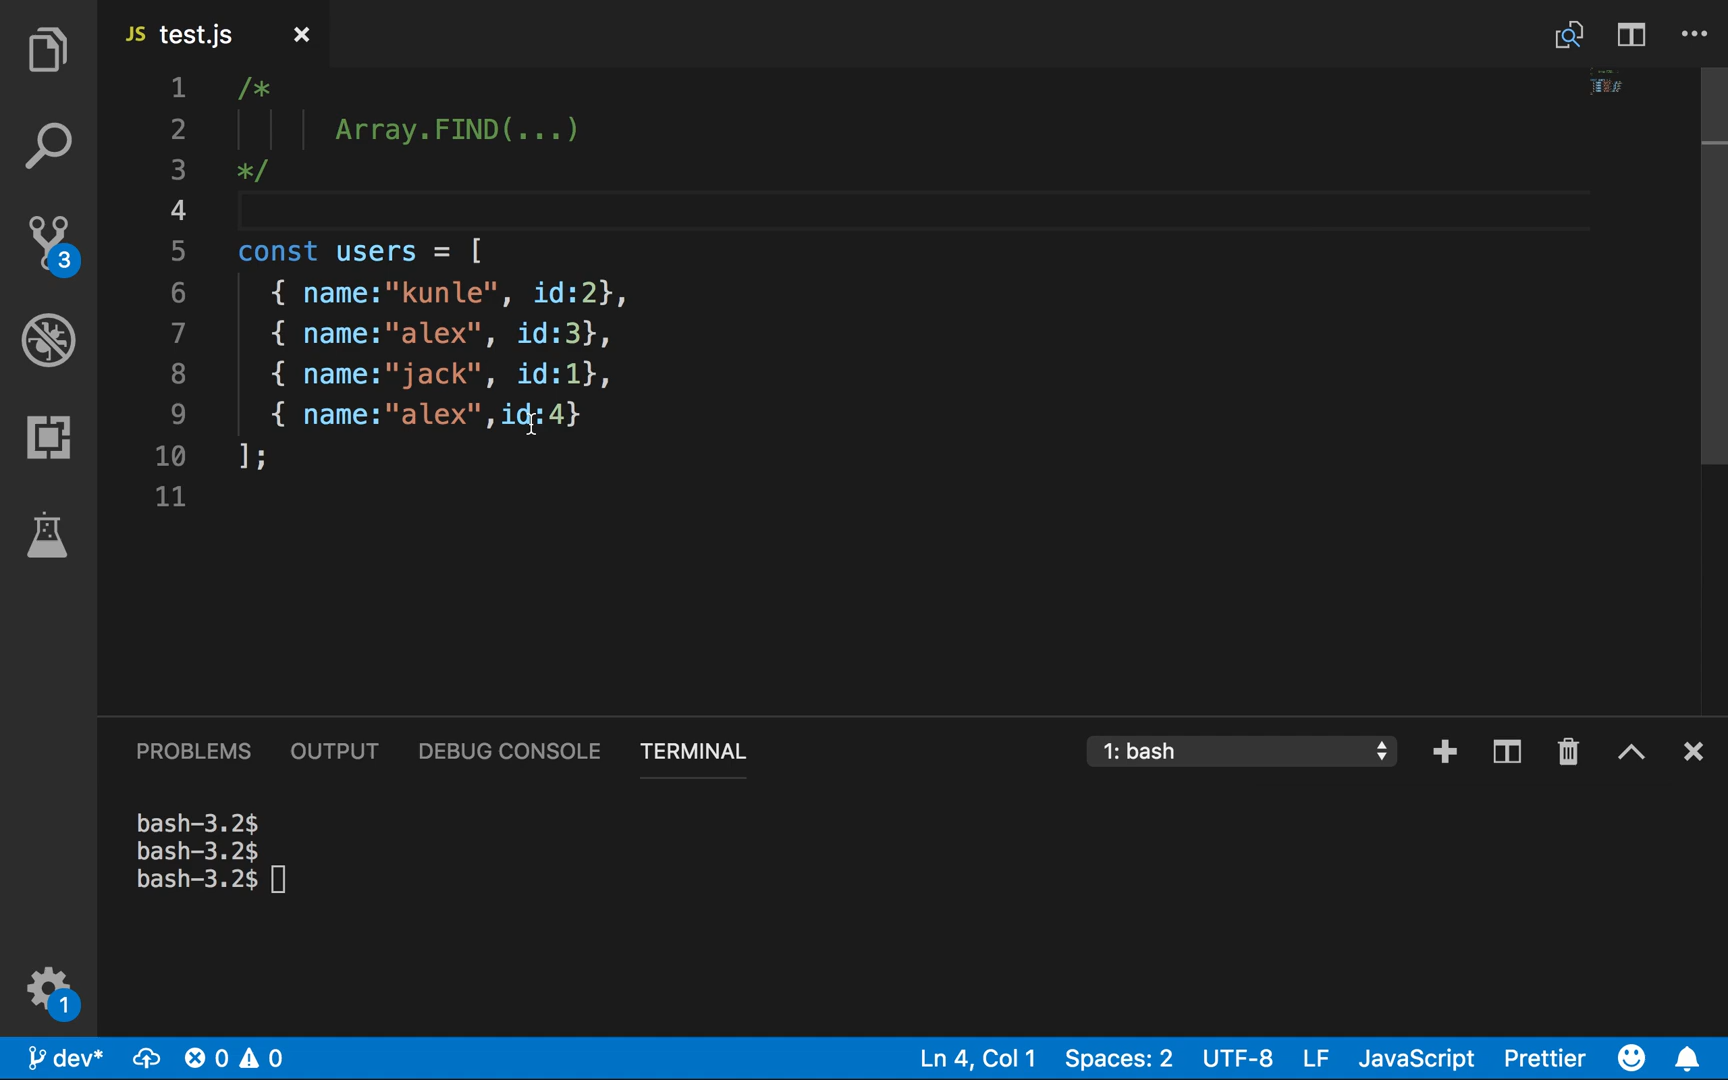 JS test.js
1 /*
2 Array.FIND(...)
3 */
4
5 const users = [
6 { name:"kunle", id:2},
7 { name:"alex", id:3},
8 { name:"jack", id:1},
9 { name:"alex",id:4}
10 ];
11
3
PROBLEMS OUTPUT DEBUG CONSOLE TERMINAL 1: bash
bash-3.2$
bash-3.2$
bash-3.2$
1
dev* 0 0 Ln 4, Col 1 Spaces: 2 UTF-8 LF JavaScript Prettier